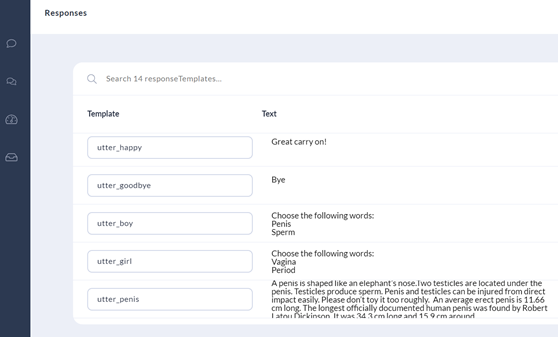 Responses
Search 14 responseTemplates...
Template Text
utter_happy
Great carry on!
utter_goodbye
Bye
utter_boy
Choose the following words:
Penis
Sperm
utter_girl
Choose the following words:
Vagina
Period
utter_penis
A penis is shaped like an elephant's nose.Two testicles are located under the
penis. Testicles produce sperm. Penis and testicles can be injured from direct
impact easily. Please don't toy it too roughly. An average erect penis is 11.66
cm long. The longest officially documented human penis was found by Robert
Latou Dickinson. It was 34.3 cm long and 15.9 cm around.